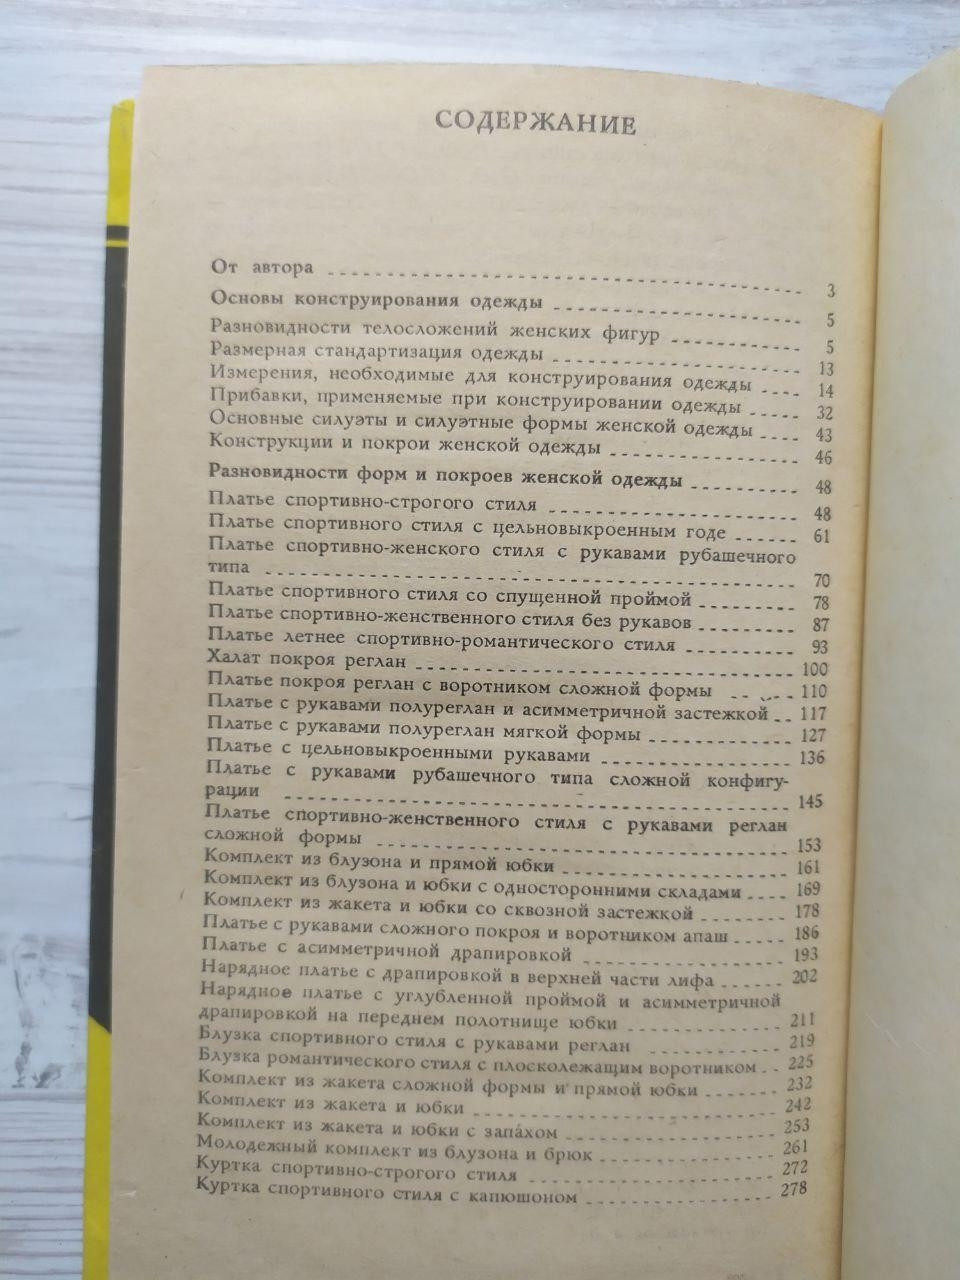 СОДЕРЖАНИЕ
От автора 3
Основы конструирования одежды 5
Разновидности телосложений женских фигур 5
Размерная стандартизация одежды 13
Измерения, необходимые для конструирования одежды 14
Прибавки, применяемые при конструировании одежды 32
Основные силуэты и силуэтные формы женской одежды 43
Конструкции и покрои женской одежды 46
Разновидности форм и покроев женской одежды 48
Платье спортивно-строгого стиля 48
Платье спортивного стиля с цельновыкроенным годе 61
Платье спортивно-женского стиля с рукавами рубашечного
типа 70
Платье спортивного стиля со спущенной проймой 78
Платье спортивно-женственного стиля без рукавов 87
Платье летнее спортивно-романтического стиля 93
Халат покроя реглан 100
Платье покроя реглан с воротником сложной формы 110
Платье с рукавами полуреглан и асимметричной застежкой 117
Платье с рукавами полуреглан мягкой формы 127
Платье с цельновыкроенными рукавами 136
Платье с рукавами рубашечного типа сложной конфигу-
рации 145
Платье спортивно-женственного стиля с рукавами реглан
сложной формы 153
Комплект из блузона и прямой юбки 161
Комплект из блузона и юбки с односторонними складами 169
Комплект из жакета и юбки со сквозной застежкой 178
Платье с рукавами сложного покроя и воротником апаш 186
Платье с асимметричной драпировкой 193
Нарядное платье с драпировкой в верхней части лифа 202
Нарядное платье с углубленной проймой и асимметричной
драпировкой на переднем полотнище юбки 211
Блузка спортивного стиля с рукавами реглан 219
Блузка романтического стиля с плосколежащим воротником 225
Комплект из жакета сложной формы и прямой юбки 232
Комплект из жакета и юбки 242
Комплект из жакета и юбки с запа́хом 253
Молодежный комплект из блузона и брюк 261
Куртка спортивно-строгого стиля 272
Куртка спортивного стиля с капюшоном 278